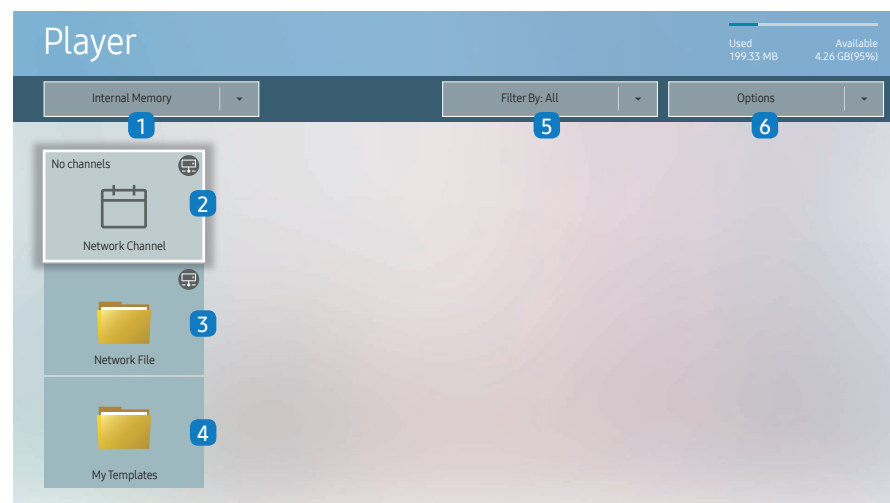 Player
Used
Available
199.33 MB
4.26 GB(95%)
Internal Memory
Filter By: All
Options
1
5
6
No channels
2
Network Channel
3
Network File
4
My Templates